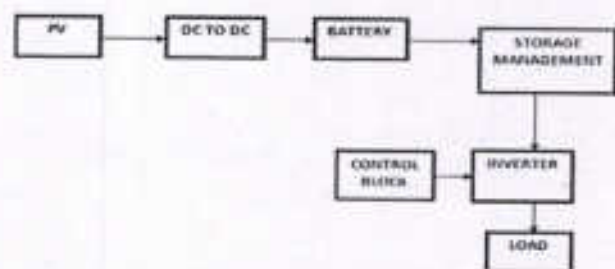 PV
DC TO DC
BATTERY
STORAGE
MANAGEMENT
CONTROL
BLOCK
INVERTER
LOAD